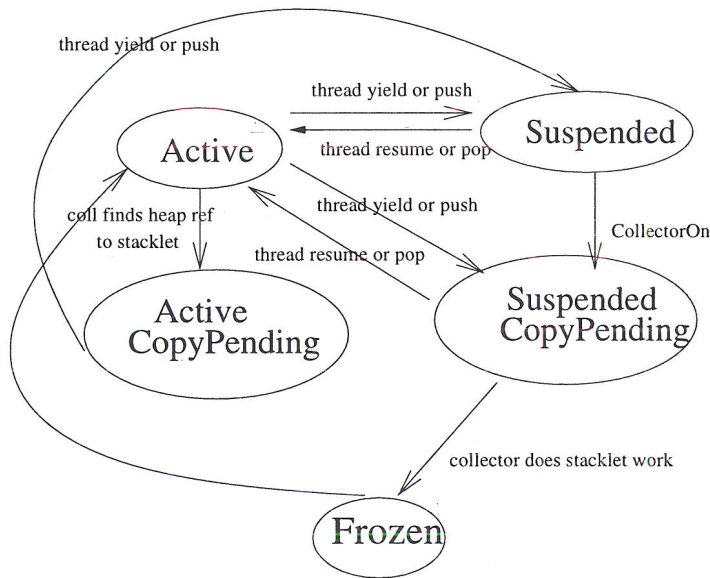 thread yield or push
thread yield or push
Active
Suspended
thread resume or pop
coll finds heap ref
to stacklet
thread yield or push
CollectorOn
thread resume or pop
Active
CopyPending
Suspended
CopyPending
collector does stacklet work
Frozen